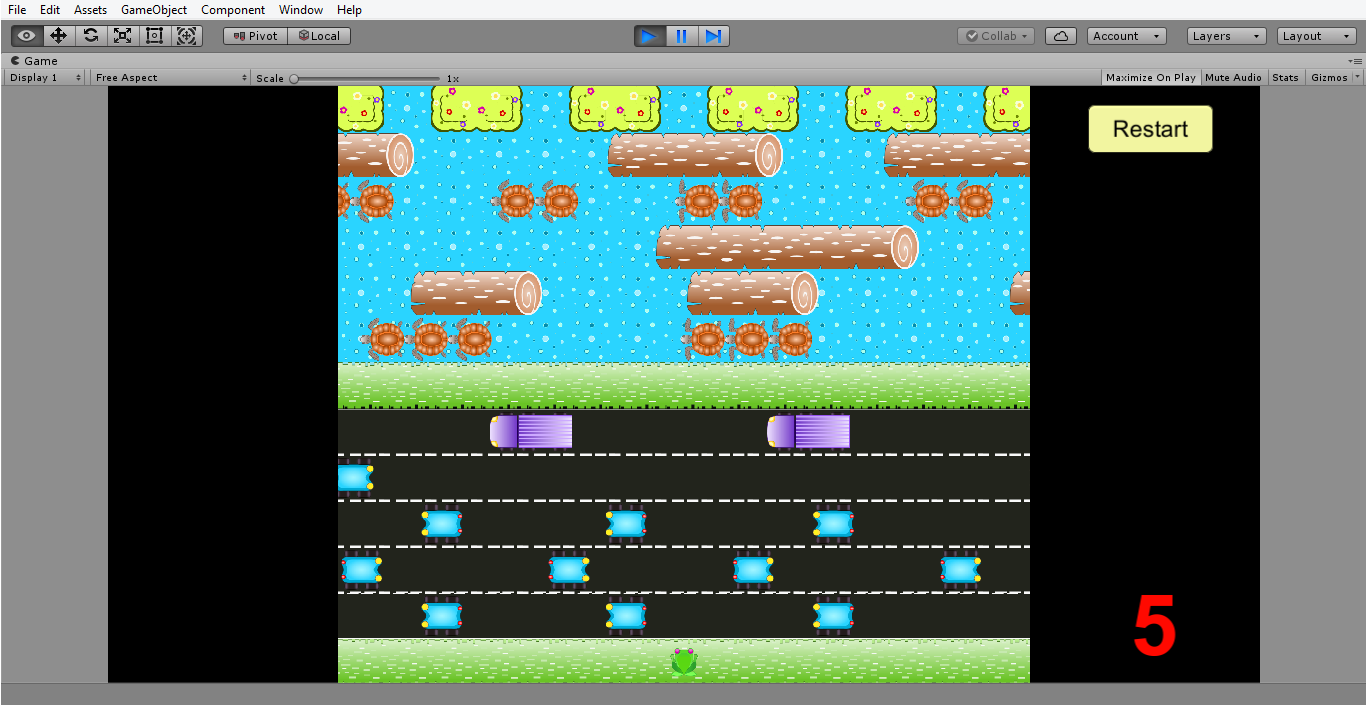 File Edit Assets GameObject Component Window Help
Pivot Local Collab Account Layers Layout
Game
Display 1 Free Aspect Scale 1x Maximize On Play Mute Audio Stats Gizmos
Restart
5